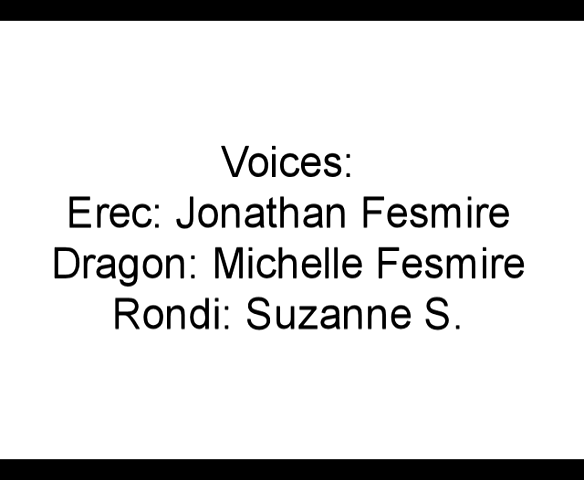 Voices:
Erec: Jonathan Fesmire
Dragon: Michelle Fesmire
Rondi: Suzanne S.